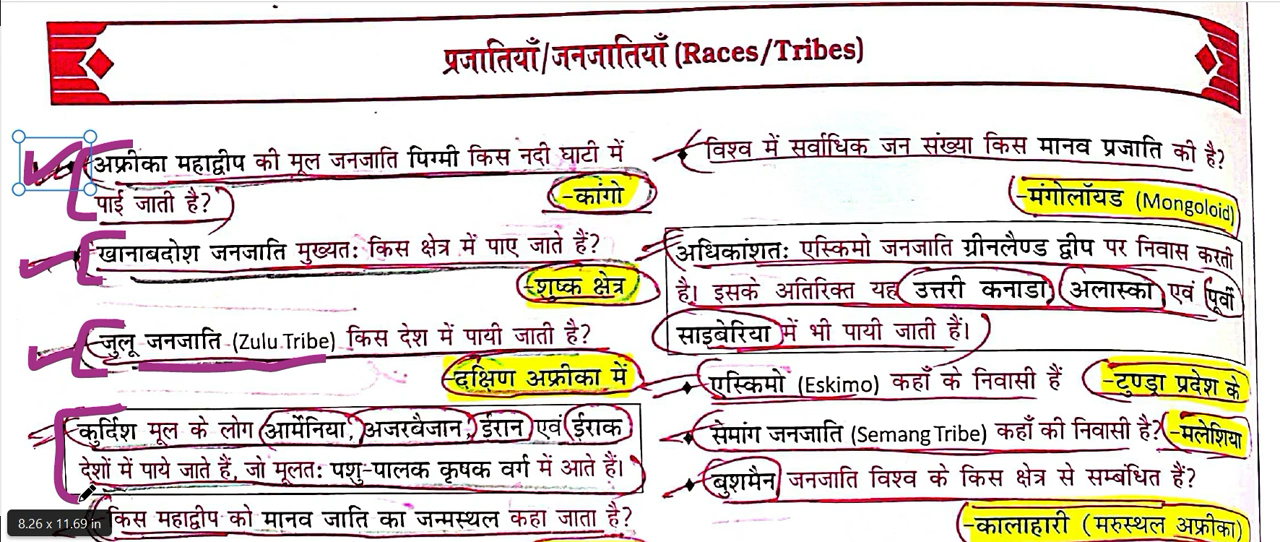 प्रजातियाँ/जनजातियाँ (Races/Tribes)
अफ्रीका महाद्वीप की मूल जनजाति पिग्मी किस नदी घाटी में
पाई जाती है?
-कांगो
खानाबदोश जनजाति मुख्यत: किस क्षेत्र में पाए जाते हैं?
-शुष्क क्षेत्र
जुलू जनजाति (Zulu Tribe) किस देश में पायी जाती है?
-दक्षिण अफ्रीका में
कुर्दिश मूल के लोग आर्मेनिया, अजरबैजान, ईरान एवं ईराक
देशों में पाये जाते हैं, जो मूलत: पशु-पालक कृषक वर्ग में आते हैं।
किस महाद्वीप को मानव जाति का जन्मस्थल कहा जाता है?
विश्व में सर्वाधिक जन संख्या किस मानव प्रजाति की है?
-मंगोलॉयड (Mongoloid)
अधिकांशत: एस्किमो जनजाति ग्रीनलैण्ड द्वीप पर निवास करती
है। इसके अतिरिक्त यह उत्तरी कनाडा, अलास्का एवं पूर्वी
साइबेरिया में भी पायी जाती हैं।
एस्किमो (Eskimo) कहाँ के निवासी हैं
-टुण्ड्रा प्रदेश के
सेमांग जनजाति (Semang Tribe) कहाँ की निवासी है?
-मलेशिया
बुशमैन जनजाति विश्व के किस क्षेत्र से सम्बंधित हैं?
-कालाहारी (मरुस्थल अफ्रीका)
8.26 x 11.69 in